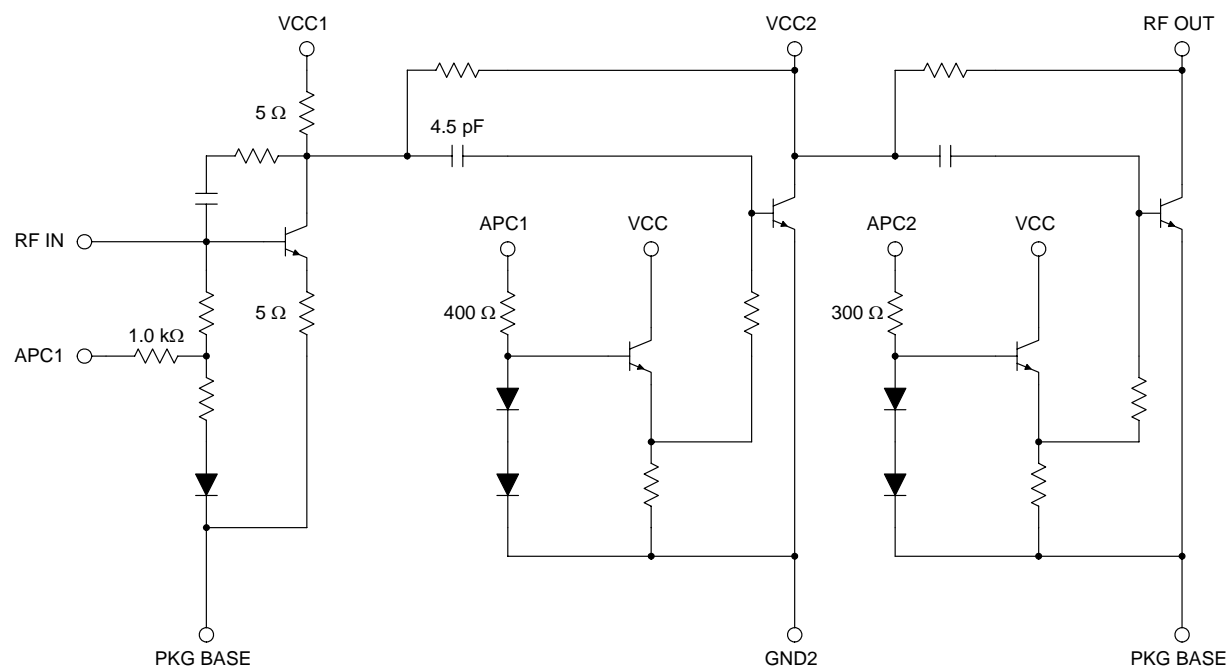 VCC1
VCC2
RF OUT
5 Ω
4.5 pF
RF IN
APC1
VCC
APC2
VCC
5 Ω
400 Ω
300 Ω
1.0 kΩ
APC1
PKG BASE
GND2
PKG BASE